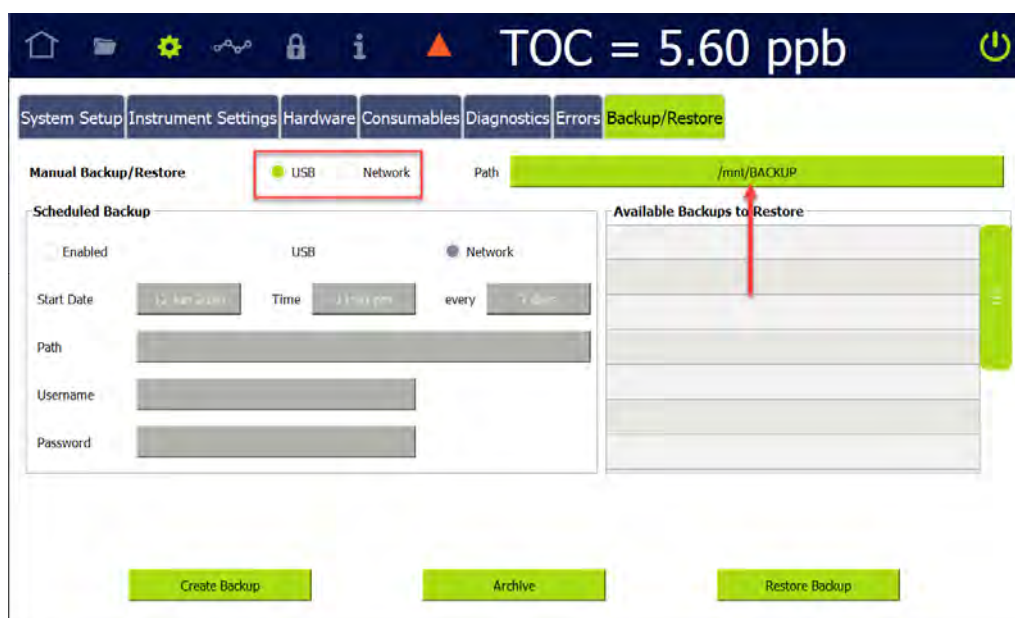 TOC = 5.60 ppb
System Setup Instrument Settings Hardware Consumables Diagnostics Errors Backup/Restore
Manual Backup/Restore USB Network Path /mnt/BACKUP
Scheduled Backup Available Backups to Restore
Enabled USB Network
Start Date Time every
Path
Username
Password
Create Backup Archive Restore Backup